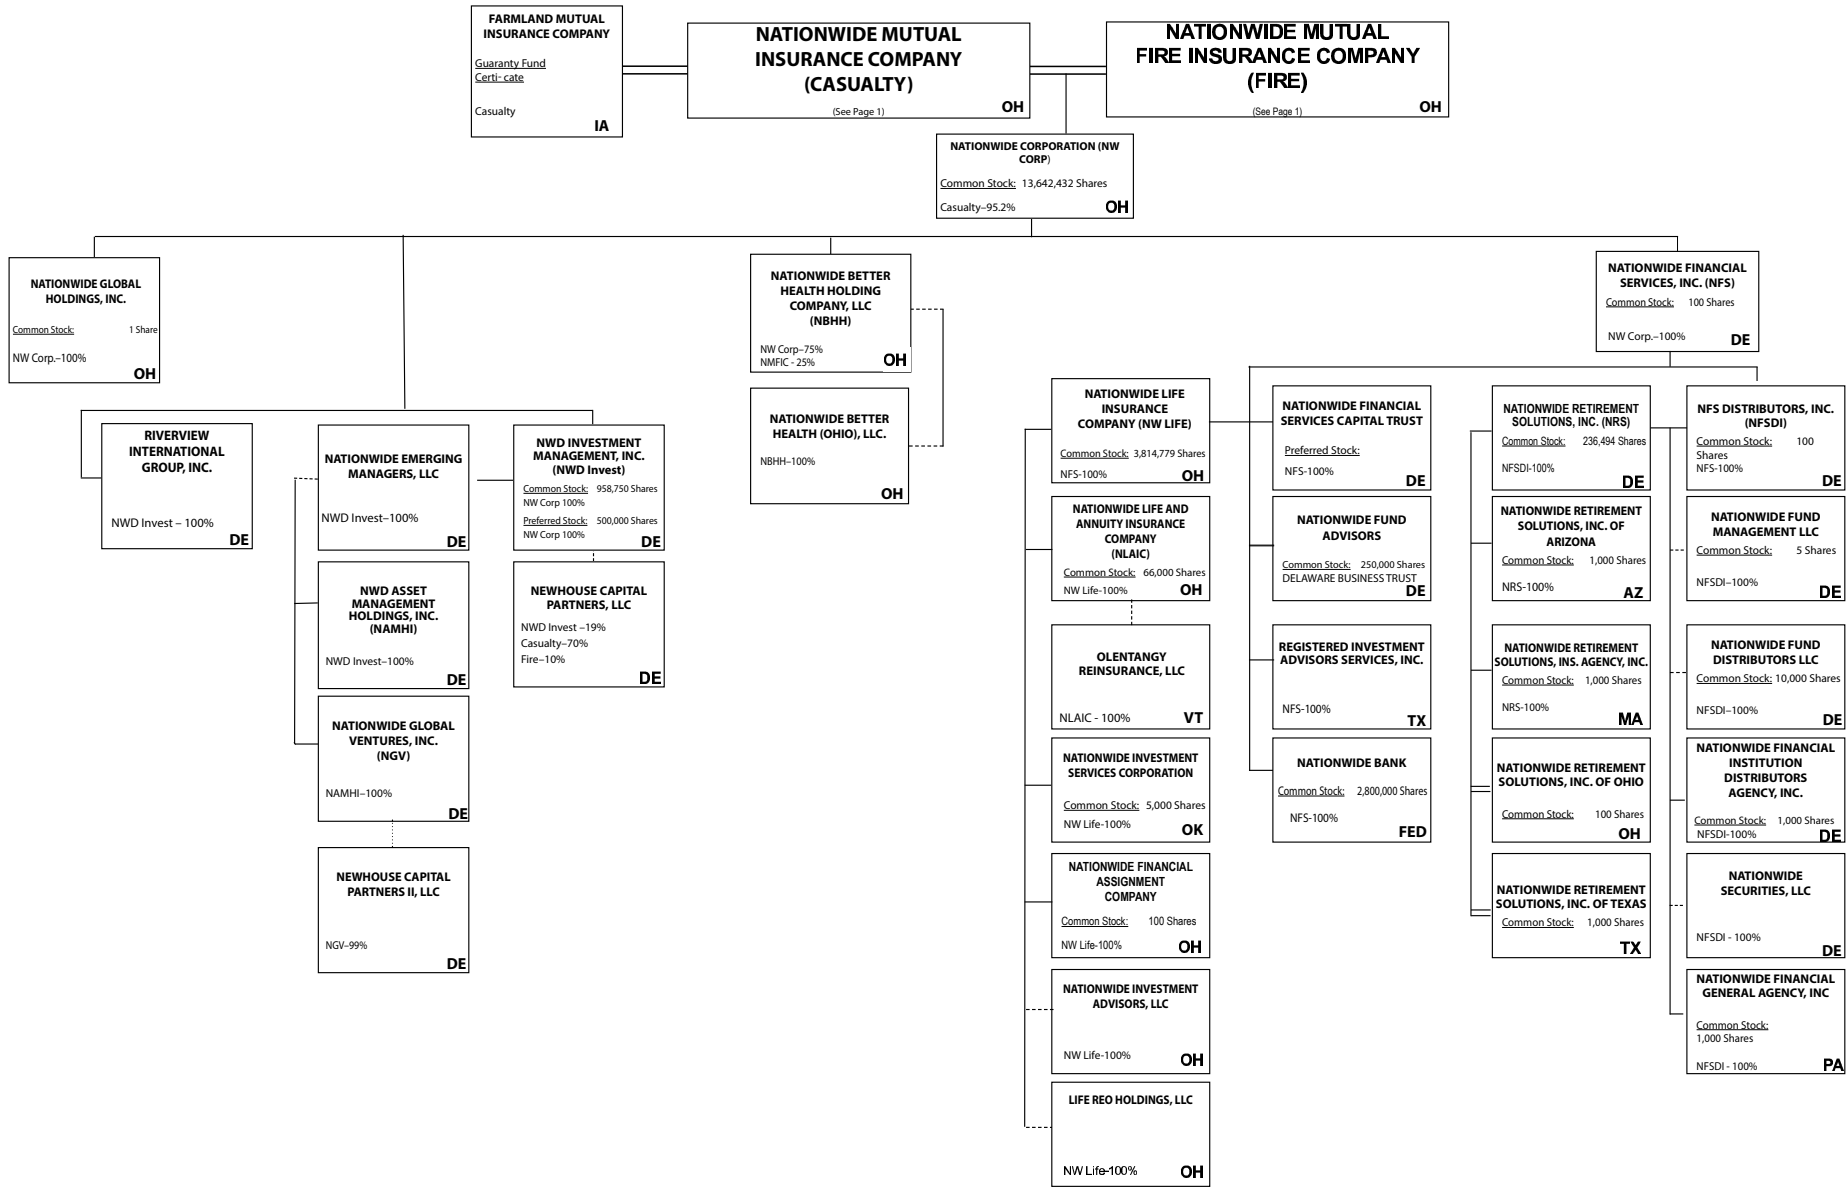 FARMLAND MUTUAL
INSURANCE COMPANY
Guaranty Fund
Certi- cate
Casualty
IA
NATIONWIDE MUTUAL
INSURANCE COMPANY
(CASUALTY)
(See Page 1)
OH
NATIONWIDE MUTUAL
FIRE INSURANCE COMPANY
(FIRE)
(See Page 1)
OH
NATIONWIDE CORPORATION (NW
CORP)
Common Stock: 13,642,432 Shares
Casualty–95.2%
OH
NATIONWIDE GLOBAL
HOLDINGS, INC.
Common Stock: 1 Share
NW Corp.–100%
OH
NATIONWIDE BETTER
HEALTH HOLDING
COMPANY, LLC
(NBHH)
NW Corp–75%
NMFIC - 25%
OH
NATIONWIDE BETTER
HEALTH (OHIO), LLC.
NBHH–100%
OH
NATIONWIDE FINANCIAL
SERVICES, INC. (NFS)
Common Stock: 100 Shares
NW Corp.–100%
DE
RIVERVIEW
INTERNATIONAL
GROUP, INC.
NWD Invest – 100%
DE
NATIONWIDE EMERGING
MANAGERS, LLC
NWD Invest–100%
DE
NWD INVESTMENT
MANAGEMENT, INC.
(NWD Invest)
Common Stock: 958,750 Shares
NW Corp 100%
Preferred Stock: 500,000 Shares
NW Corp 100%
DE
NWD ASSET
MANAGEMENT
HOLDINGS, INC.
(NAMHI)
NWD Invest–100%
DE
NEWHOUSE CAPITAL
PARTNERS, LLC
NWD Invest –19%
Casualty–70%
Fire–10%
DE
NATIONWIDE GLOBAL
VENTURES, INC.
(NGV)
NAMHI–100%
DE
NEWHOUSE CAPITAL
PARTNERS II, LLC
NGV–99%
DE
NATIONWIDE LIFE
INSURANCE
COMPANY (NW LIFE)
Common Stock: 3,814,779 Shares
NFS-100%
OH
NATIONWIDE LIFE AND
ANNUITY INSURANCE
COMPANY
(NLAIC)
Common Stock: 66,000 Shares
NW Life-100%
OH
OLENTANGY
REINSURANCE, LLC
NLAIC - 100%
VT
NATIONWIDE INVESTMENT
SERVICES CORPORATION
Common Stock: 5,000 Shares
NW Life-100%
OK
NATIONWIDE FINANCIAL
ASSIGNMENT
COMPANY
Common Stock: 100 Shares
NW Life-100%
OH
NATIONWIDE INVESTMENT
ADVISORS, LLC
NW Life-100%
OH
LIFE REO HOLDINGS, LLC
NW Life-100%
OH
NATIONWIDE FINANCIAL
SERVICES CAPITAL TRUST
Preferred Stock:
NFS-100%
DE
NATIONWIDE FUND
ADVISORS
Common Stock: 250,000 Shares
DELAWARE BUSINESS TRUST
DE
REGISTERED INVESTMENT
ADVISORS SERVICES, INC.
NFS-100%
TX
NATIONWIDE BANK
Common Stock: 2,800,000 Shares
NFS-100%
FED
NATIONWIDE RETIREMENT
SOLUTIONS, INC. (NRS)
Common Stock: 236,494 Shares
NFSDI-100%
DE
NATIONWIDE RETIREMENT
SOLUTIONS, INC. OF
ARIZONA
Common Stock: 1,000 Shares
NRS-100%
AZ
NATIONWIDE RETIREMENT
SOLUTIONS, INS. AGENCY, INC.
Common Stock: 1,000 Shares
NRS-100%
MA
NATIONWIDE RETIREMENT
SOLUTIONS, INC. OF OHIO
Common Stock: 100 Shares
OH
NATIONWIDE RETIREMENT
SOLUTIONS, INC. OF TEXAS
Common Stock: 1,000 Shares
TX
NFS DISTRIBUTORS, INC.
(NFSDI)
Common Stock: 100
Shares
NFS-100%
DE
NATIONWIDE FUND
MANAGEMENT LLC
Common Stock: 5 Shares
NFSDI–100%
DE
NATIONWIDE FUND
DISTRIBUTORS LLC
Common Stock: 10,000 Shares
NFSDI–100%
DE
NATIONWIDE FINANCIAL
INSTITUTION
DISTRIBUTORS
AGENCY, INC.
Common Stock: 1,000 Shares
NFSDI-100%
DE
NATIONWIDE
SECURITIES, LLC
NFSDI - 100%
DE
NATIONWIDE FINANCIAL
GENERAL AGENCY, INC
Common Stock:
1,000 Shares
NFSDI - 100%
PA